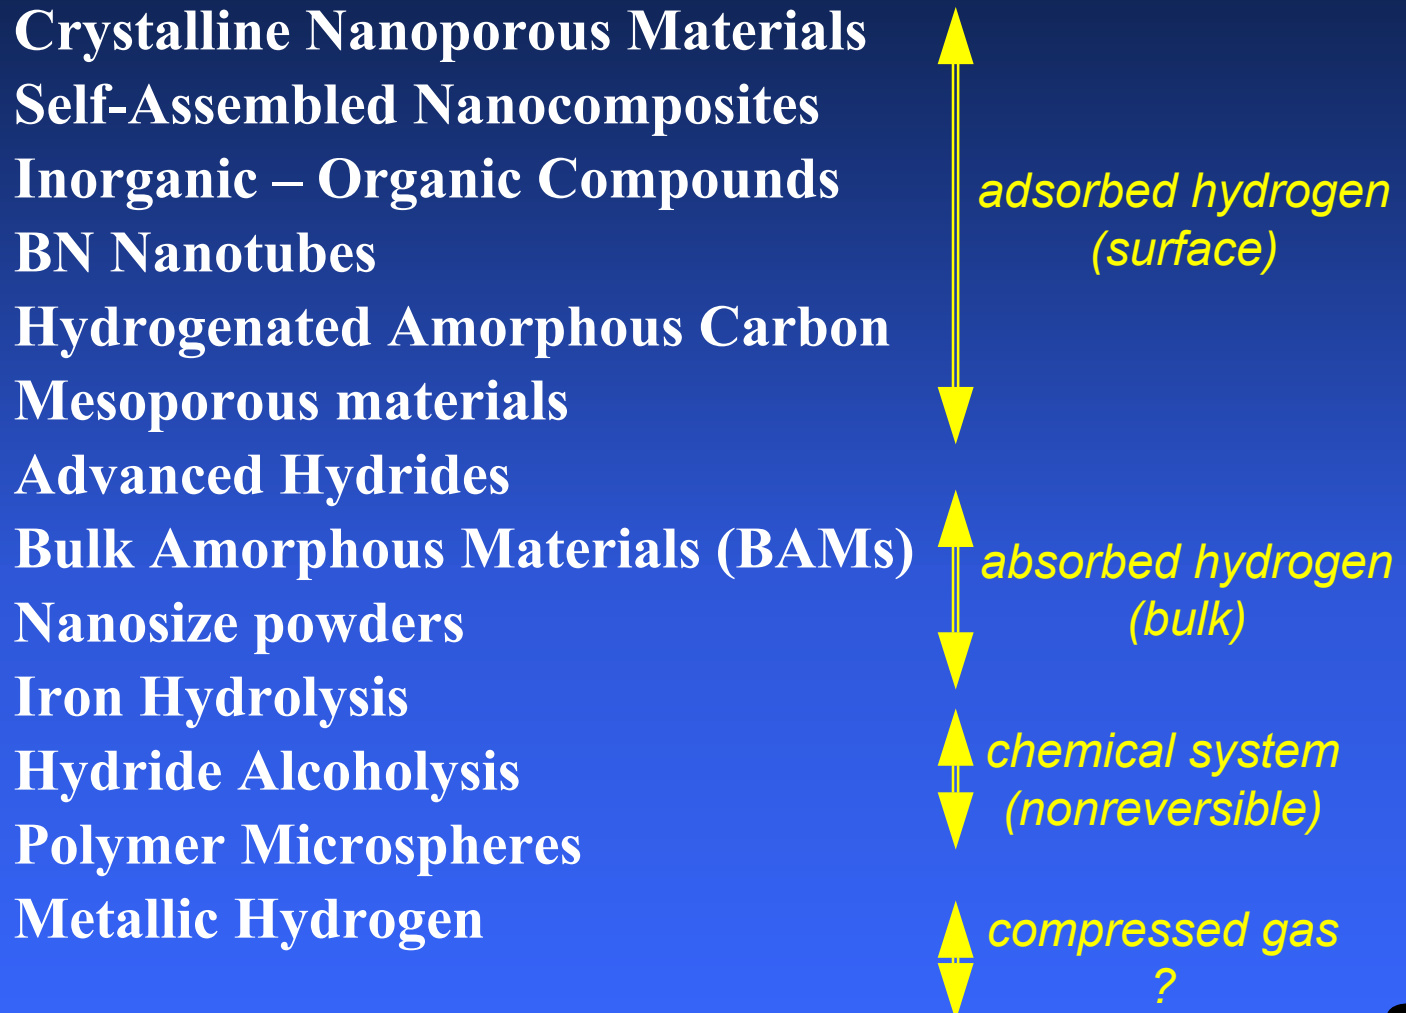 Crystalline Nanoporous Materials
Self-Assembled Nanocomposites
Inorganic – Organic Compounds
BN Nanotubes
Hydrogenated Amorphous Carbon
Mesoporous materials
Advanced Hydrides
Bulk Amorphous Materials (BAMs)
Nanosize powders
Iron Hydrolysis
Hydride Alcoholysis
Polymer Microspheres
Metallic Hydrogen
adsorbed hydrogen
(surface)
absorbed hydrogen
(bulk)
chemical system
(nonreversible)
compressed gas
?